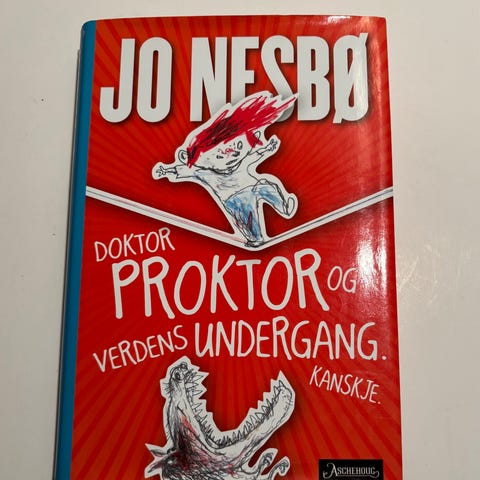 JO NESBØ
DOKTOR
PROKTOR OG
VERDENS UNDERGANG.
KANSKJE.
ASCHEHOUG